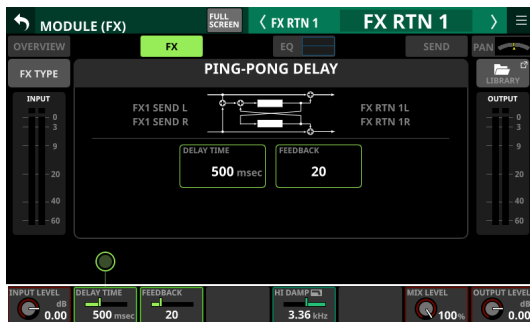 MODULE (FX)
FULL SCREEN
FX RTN 1
FX RTN 1
OVERVIEW
FX
EQ
SEND
PAN
FX TYPE
PING-PONG DELAY
LIBRARY
INPUT
OUTPUT
0
3
9
20
40
60
0
3
9
20
40
60
FX1 SEND L
FX1 SEND R
FX RTN 1L
FX RTN 1R
DELAY TIME
500 msec
FEEDBACK
20
INPUT LEVEL
dB
0.00
DELAY TIME
500 msec
FEEDBACK
20
HI DAMP
3.36 kHz
MIX LEVEL
100%
OUTPUT LEVEL
dB
0.00